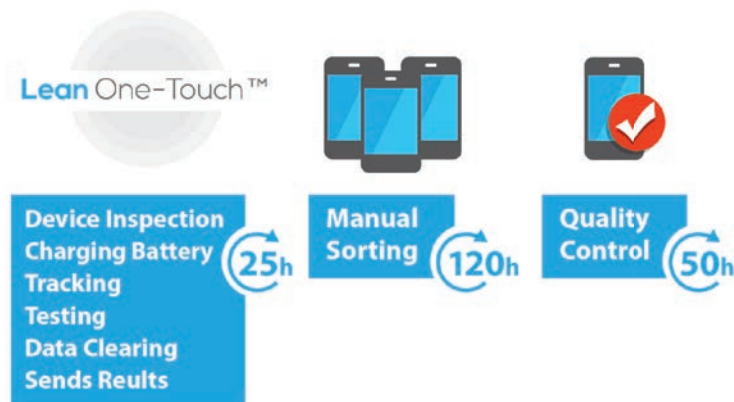 Lean One-Touch™
Device Inspection
Charging Battery
Tracking
Testing
Data Clearing
Sends Reults
25h
Manual
Sorting
120h
Quality
Control
50h